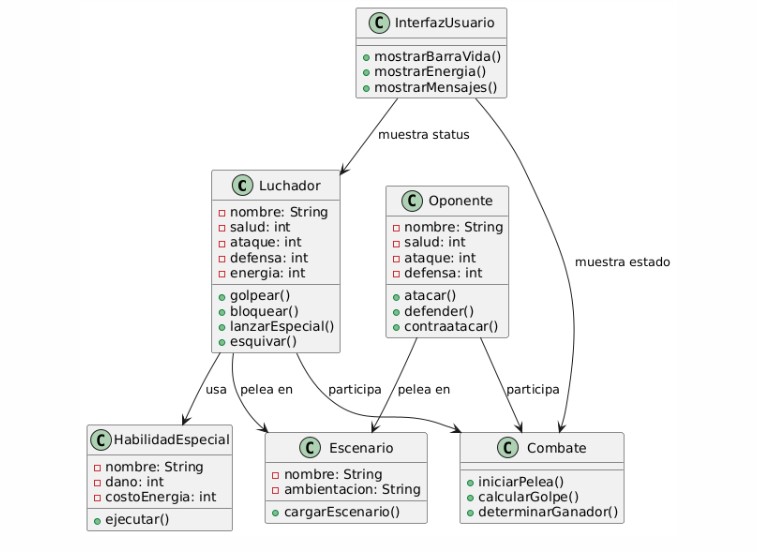 C InterfazUsuario
mostrarBarraVida()
mostrarEnergia()
mostrarMensajes()
muestra status
C Luchador
nombre: String
salud: int
ataque: int
defensa: int
energia: int
golpear()
bloquear()
lanzarEspecial()
esquivar()
C Oponente
nombre: String
salud: int
ataque: int
defensa: int
atacar()
defender()
contraatacar()
muestra estado
usa
pelea en
participa
pelea en
participa
C HabilidadEspecial
nombre: String
dano: int
costoEnergia: int
ejecutar()
C Escenario
nombre: String
ambientacion: String
cargarEscenario()
C Combate
iniciarPelea()
calcularGolpe()
determinarGanador()